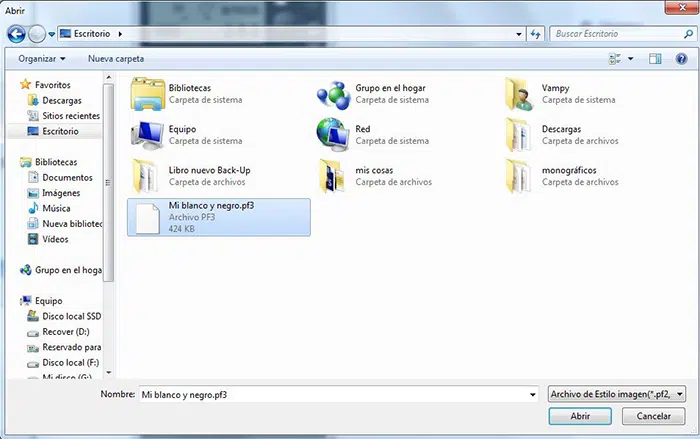 Abrir
Escritorio
Buscar Escritorio
Organizar
Nueva carpeta
Favoritos
Descargas
Sitios recientes
Escritorio
Bibliotecas
Documentos
Imágenes
Música
Nueva bibliotec
Vídeos
Grupo en el hoga
Equipo
Disco local SSD
Recover (D:)
Reservado para
Disco local (F:)
Mi disco (G:)
Bibliotecas
Carpeta de sistema
Grupo en el hogar
Carpeta de sistema
Vampy
Carpeta de sistema
Equipo
Carpeta de sistema
Red
Carpeta de sistema
Descargas
Carpeta de archivos
Libro nuevo Back-Up
Carpeta de archivos
mis cosas
Carpeta de archivos
monográficos
Carpeta de archivos
Mi blanco y negro.pf3
Archivo PF3
424 KB
Nombre:
Mi blanco y negro.pf3
Archivo de Estilo imagen(*.pf2,
Abrir
Cancelar